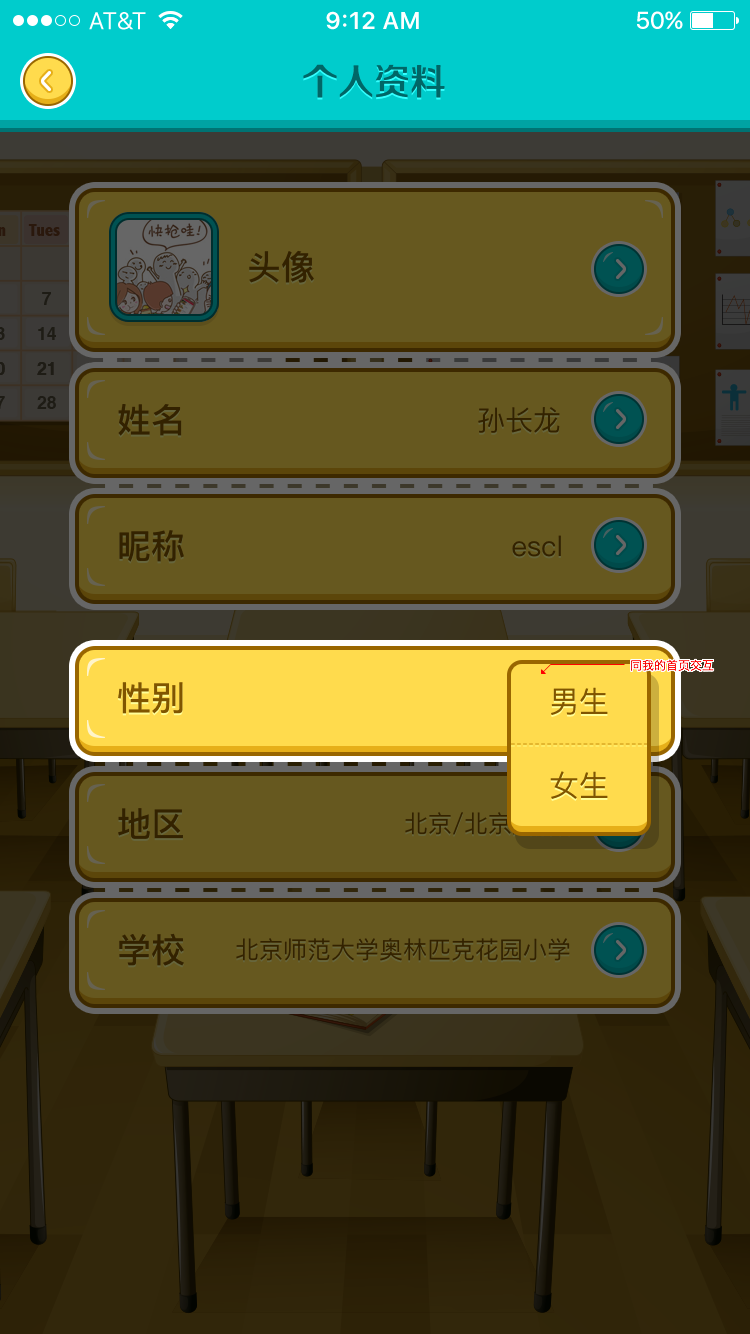 AT&T
9:12 AM
50%
个人资料
Tues
7
14
21
28
快抢哇!
头像
姓名
孙长龙
昵称
escl
性别
同我的首页交互
男生
女生
地区
北京/北京
学校
北京师范大学奥林匹克花园小学